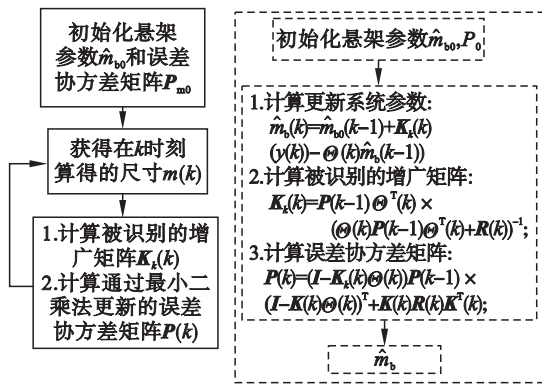 初始化悬架
参数m̂b0和误差
协方差矩阵Pm0
获得在k时刻
算得的尺寸m(k)
1.计算被识别的增
广矩阵Kk(k)
2.计算通过最小二
乘法更新的误差
协方差矩阵P(k)
初始化悬架参数m̂b0,P0
1.计算更新系统参数:
m̂b(k)=m̂b0(k-1)+Kk(k)
(y(k))-Θ(k)m̂b(k-1))
2.计算被识别的增广矩阵:
Kk(k)=P(k-1)Θᵀ(k)×
(Θ(k)P(k-1)Θᵀ(k)+R(k))⁻¹;
3.计算误差协方差矩阵:
P(k)=(I-Kk(k)Θ(k))P(k-1)×
(I-K(k)Θ(k))ᵀ+K(k)R(k)Kᵀ(k);
m̂b